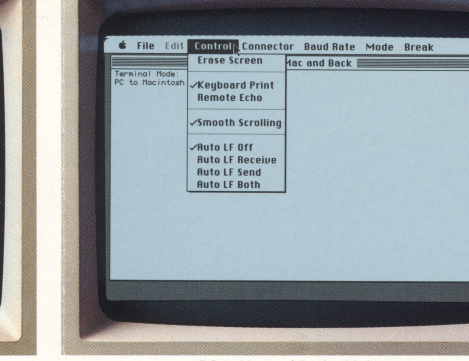 File Edit Control Connector Baud Rate Mode Break
Mac and Back
Erase Screen
Terminal Mode:
PC to Macintosh
✓Keyboard Print
Remote Echo
✓Smooth Scrolling
✓Auto LF Off
Auto LF Receive
Auto LF Send
Auto LF Both